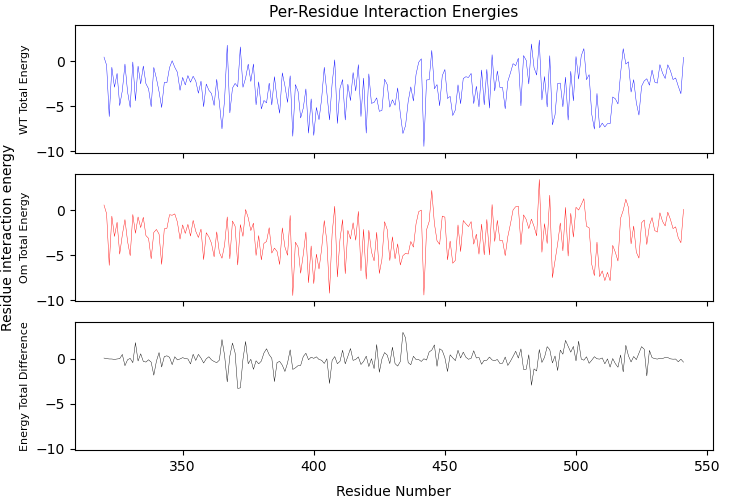 Per-Residue Interaction Energies
Residue interaction energy
WT Total Energy
0
−5
−10
Om Total Energy
0
−5
−10
Energy Total Difference
0
−5
−10
350
400
450
500
550
Residue Number